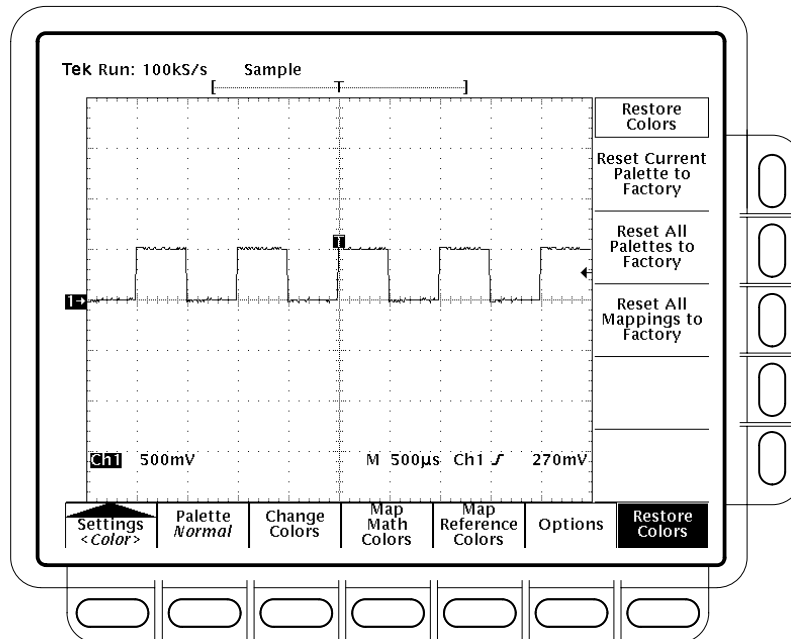 Tek Run: 100kS/s Sample
[ T ]
Restore
Colors
Reset Current
Palette to
Factory
Reset All
Palettes to
Factory
Reset All
Mappings to
Factory
T
1→
Ch1 500mV M 500µs Ch1 270mV
Settings
<Color>
Palette
Normal
Change
Colors
Map
Math
Colors
Map
Reference
Colors
Options
Restore
Colors